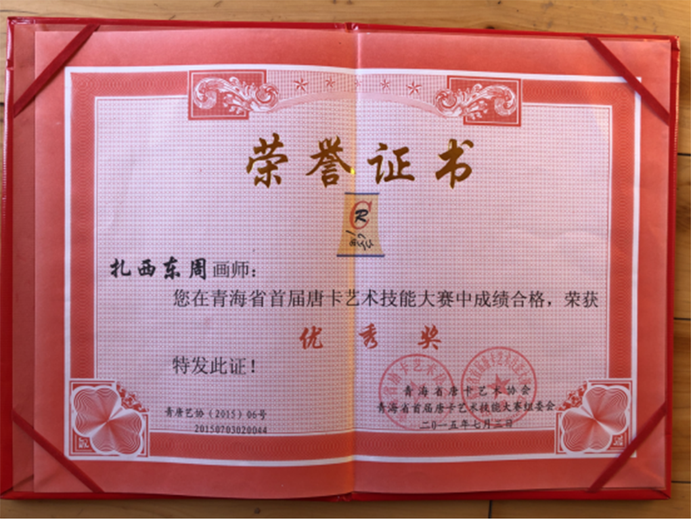 荣誉证书
R
扎西东周画师：
您在青海省首届唐卡艺术技能大赛中成绩合格，荣获
优秀奖
特发此证！
青海省唐卡艺术协会
青海省首届唐卡艺术技能大赛组委会
二〇一五年七月三日
青唐艺协（2015）06号
20150703020044